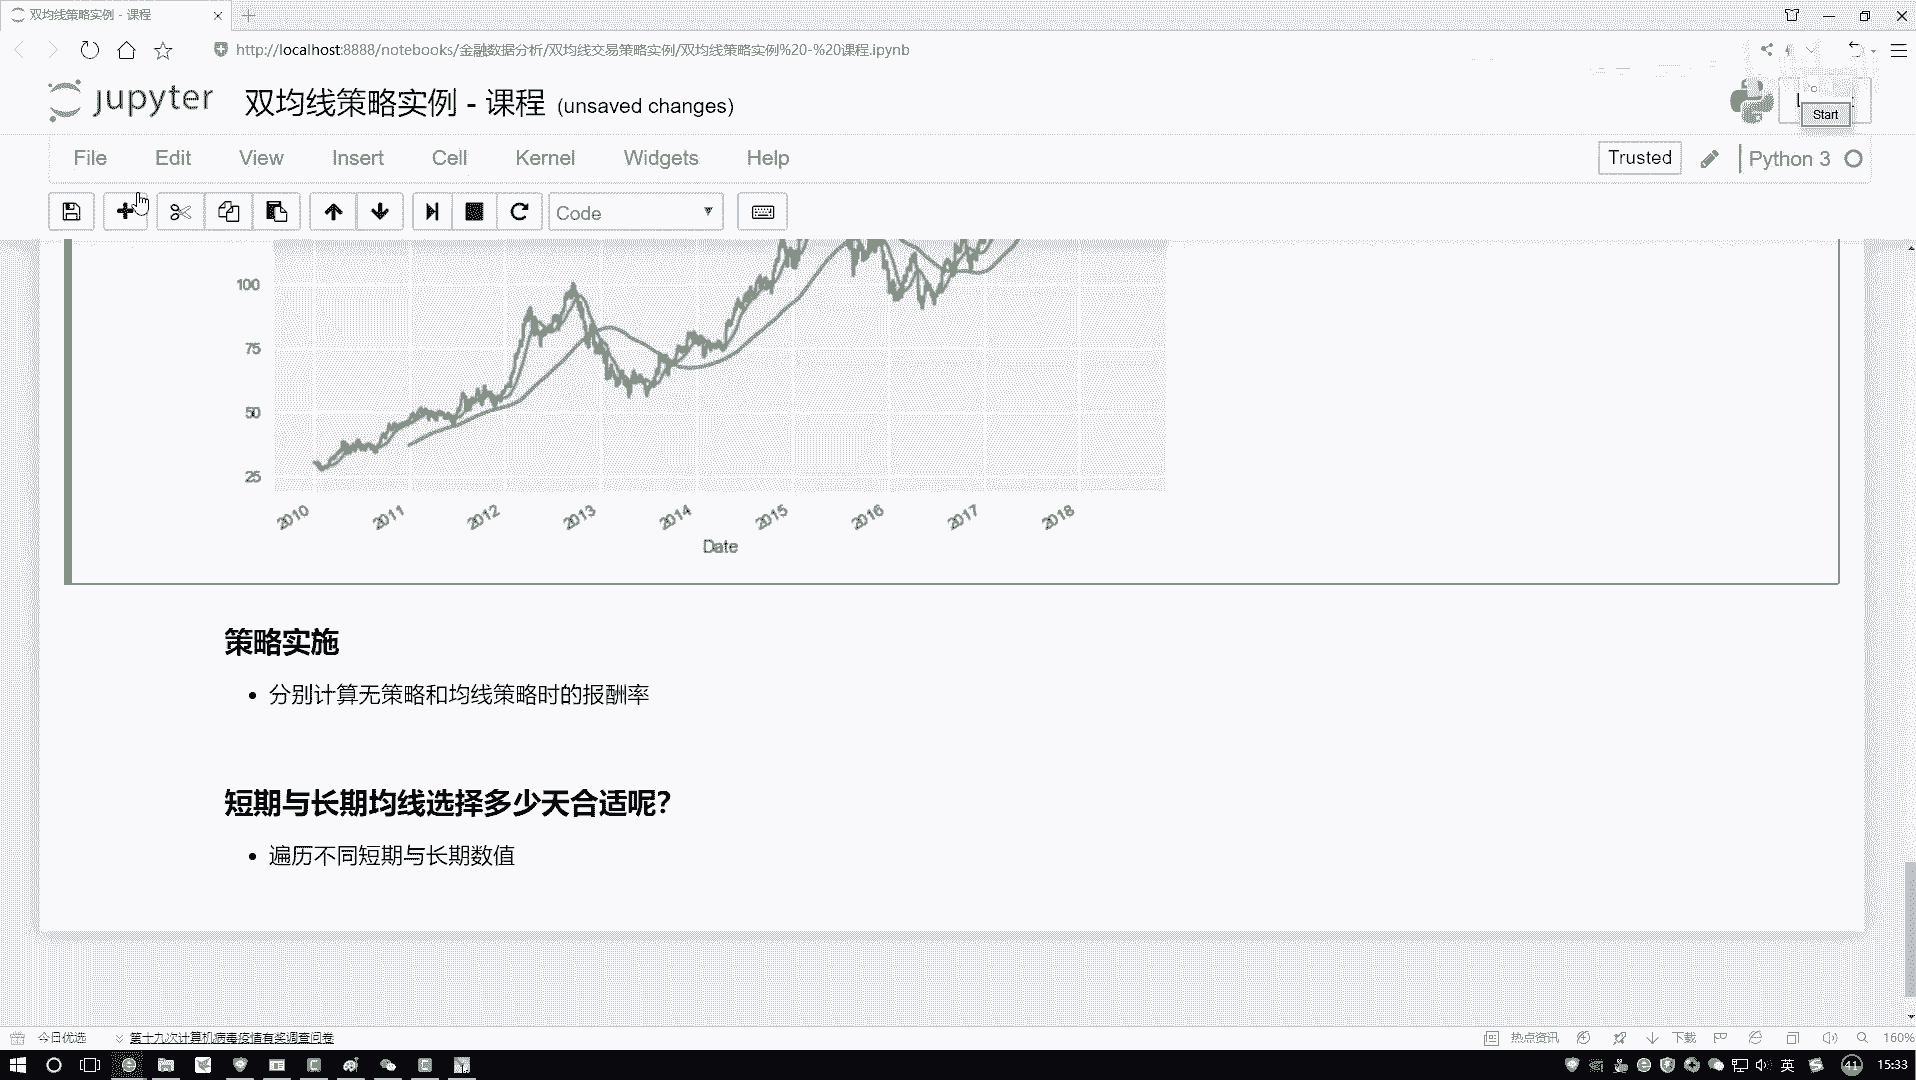 双均线策略实例 - 课程
http://localhost:8888/notebooks/金融数据分析/双均线交易策略实例/双均线策略实例%20-%20课程.ipynb
jupyter 双均线策略实例 - 课程 (unsaved changes)
Start
File Edit View Insert Cell Kernel Widgets Help
Trusted Python 3
Code
100
75
50
25
2010 2011 2012 2013 2014 2015 2016 2017 2018
Date
策略实施
分别计算无策略和均线策略时的报酬率
短期与长期均线选择多少天合适呢?
遍历不同短期与长期数值
今日优选 第十九次计算机病毒疫情有奖调查问卷
热点资讯 下载 160%
英 41 15:33